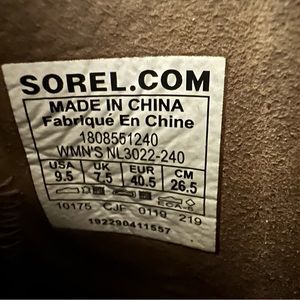 SOREL.COM
MADE IN CHINA
Fabriqué En Chine
1808551240
WMN'S NL3022-240
USA UK EUR CM
9.5 7.5 40.5 26.5
10175 CJF 0119 219
192290411557